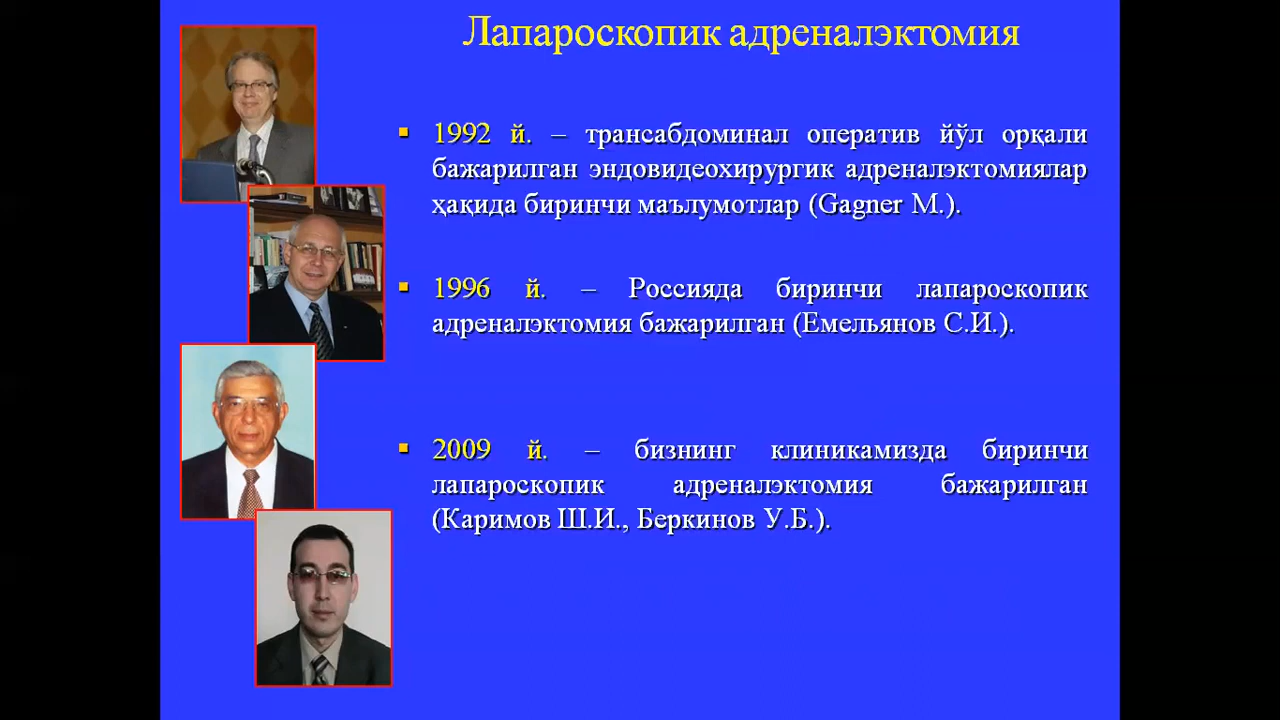 Лапароскопик адреналэктомия
1992 й. – трансабдоминал оператив йўл орқали
бажарилган эндовидеохирургик адреналэктомиялар
ҳақида биринчи маълумотлар (Gagner M.).
1996 й. – Россияда биринчи лапароскопик
адреналэктомия бажарилган (Емельянов С.И.).
2009 й. – бизнинг клиникамизда биринчи
лапароскопик адреналэктомия бажарилган
(Каримов Ш.И., Беркинов У.Б.).